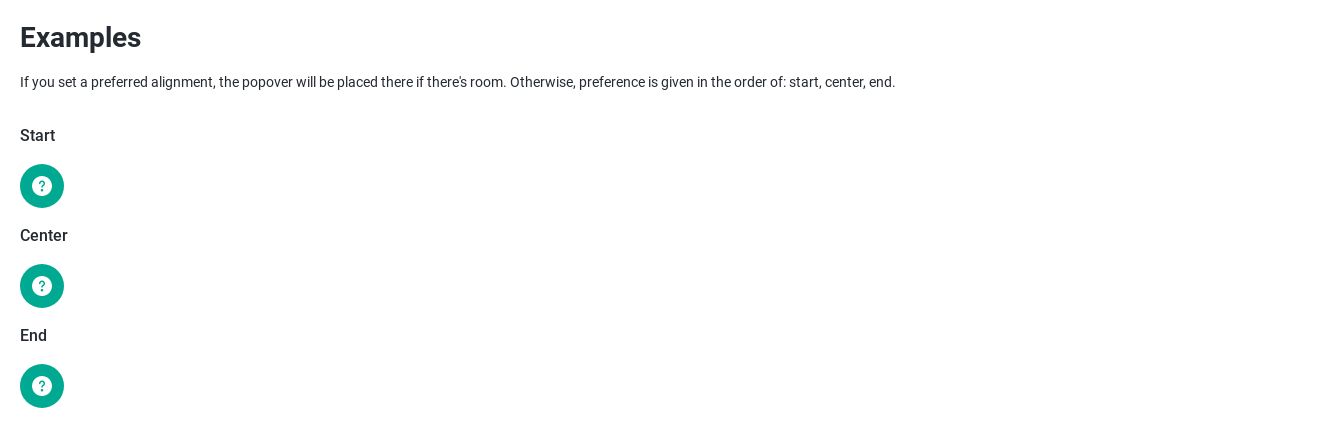 Examples
If you set a preferred alignment, the popover will be placed there if there's room. Otherwise, preference is given in the order of: start, center, end.
Start
?
Center
?
End
?